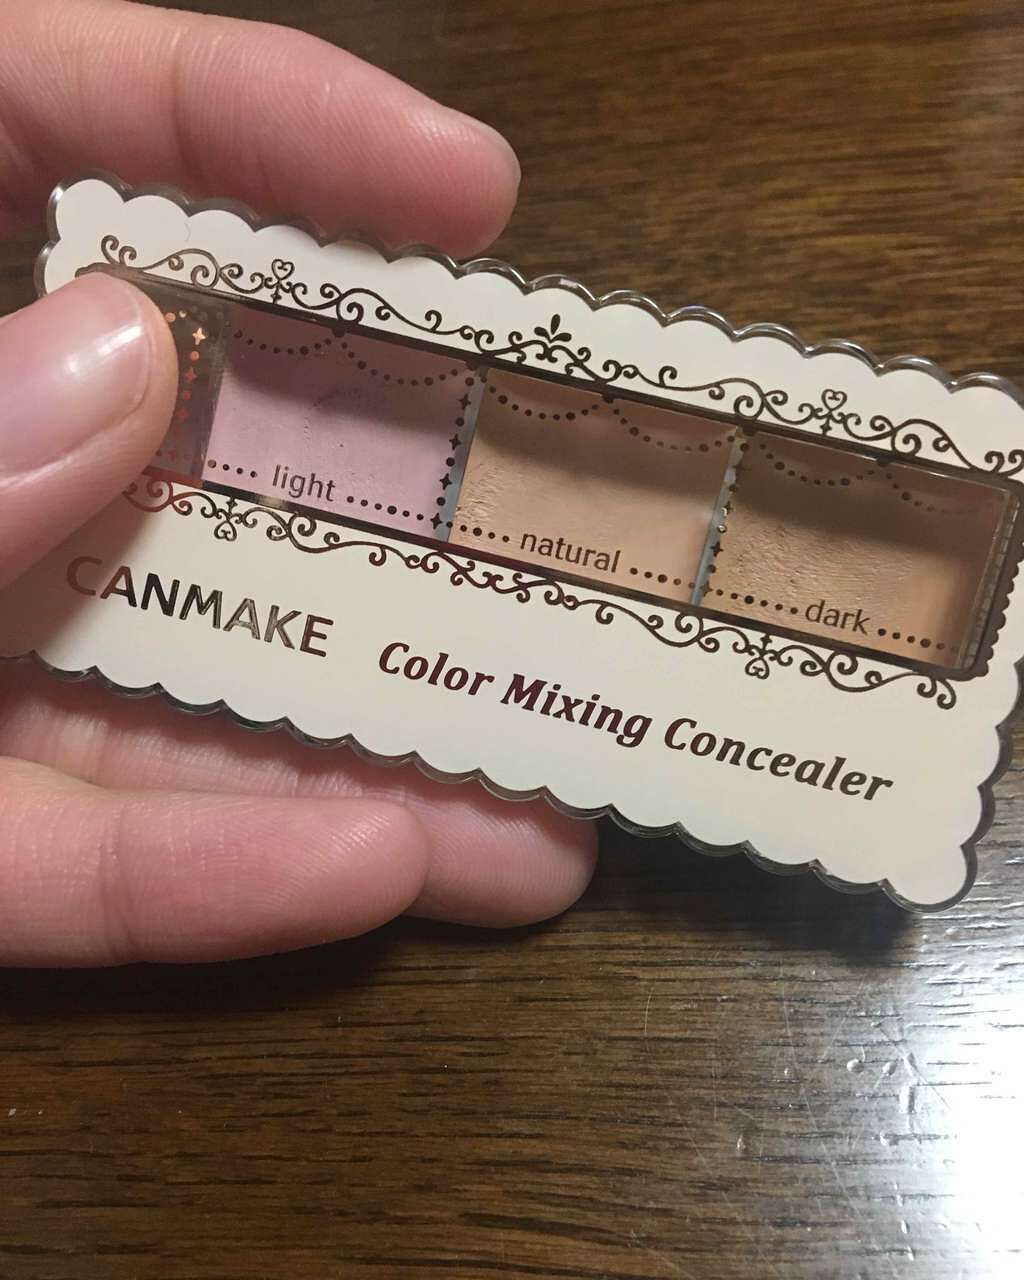 light
natural
dark
CANMAKE
Color Mixing Concealer